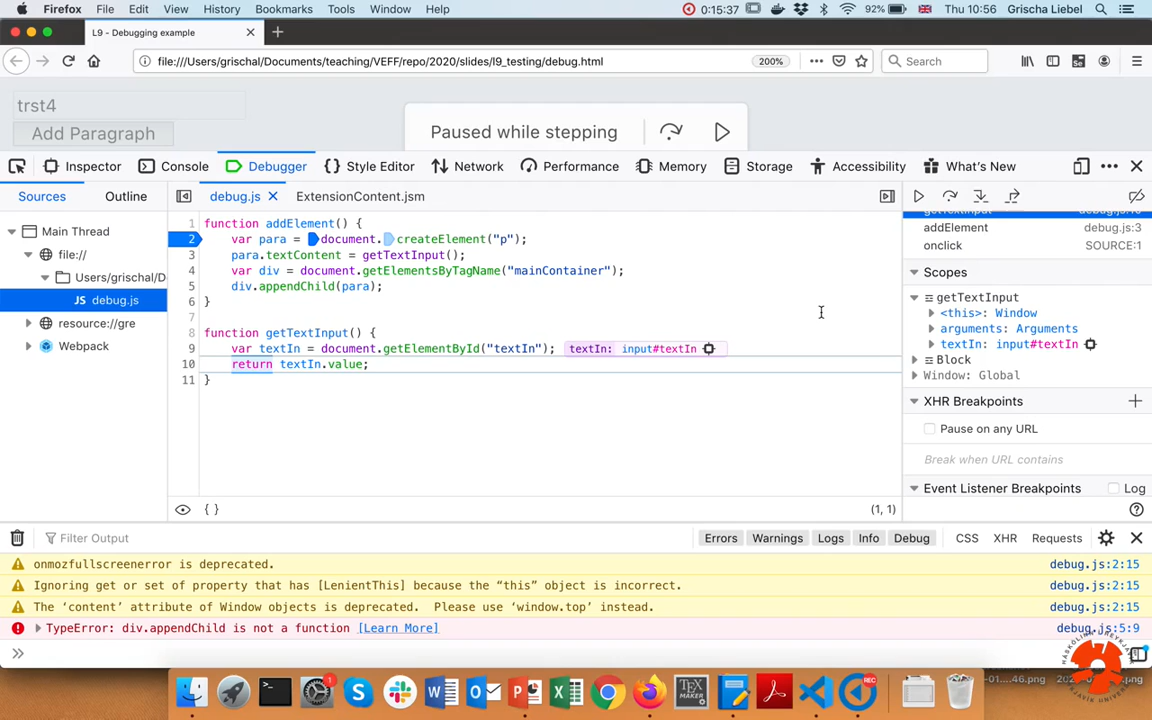 Firefox File Edit View History Bookmarks Tools Window Help 0:15:37 92% Thu 10:56 Grischa Liebel
L9 - Debugging example
file:///Users/grischal/Documents/teaching/VEFF/repo/2020/slides/l9_testing/debug.html 200% Search
trst4
Add Paragraph
Paused while stepping
Inspector Console Debugger Style Editor Network Performance Memory Storage Accessibility What's New
Sources Outline debug.js ExtensionContent.jsm
Main Thread
file://
Users/grischal/D
JS debug.js
resource://gre
Webpack
1 function addElement() {
2 var para = document.createElement("p");
3 para.textContent = getTextInput();
4 var div = document.getElementsByTagName("mainContainer");
5 div.appendChild(para);
6 }
7
8 function getTextInput() {
9 var textIn = document.getElementById("textIn"); textIn: input#textIn
10 return textIn.value;
11 }
{ } (1, 1)
getTextInput debug.js:10
addElement debug.js:3
onclick SOURCE:1
Scopes
getTextInput
<this>: Window
arguments: Arguments
textIn: input#textIn
Block
Window: Global
XHR Breakpoints
Pause on any URL
Break when URL contains
Event Listener Breakpoints Log
Filter Output Errors Warnings Logs Info Debug CSS XHR Requests
onmozfullscreenerror is deprecated. debug.js:2:15
Ignoring get or set of property that has [LenientThis] because the “this” object is incorrect. debug.js:2:15
The ‘content’ attribute of Window objects is deprecated. Please use ‘window.top’ instead. debug.js:2:15
TypeError: div.appendChild is not a function [Learn More] debug.js:5:9